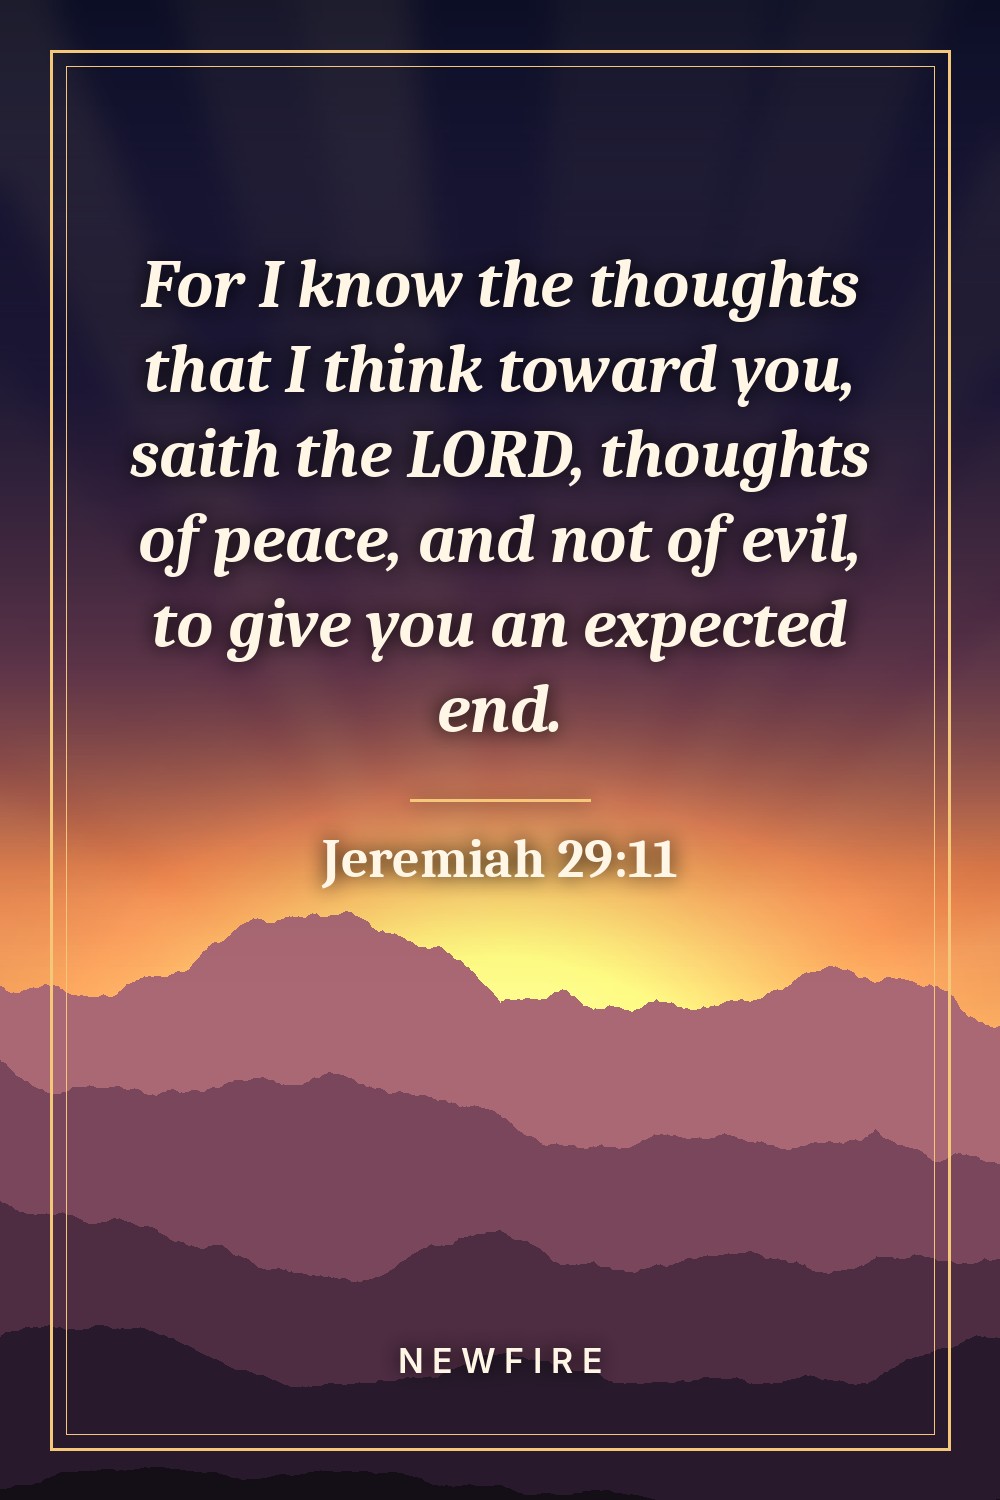 For I know the thoughts
that I think toward you,
saith the LORD, thoughts
of peace, and not of evil,
to give you an expected
end.
Jeremiah 29:11
NEWFIRE